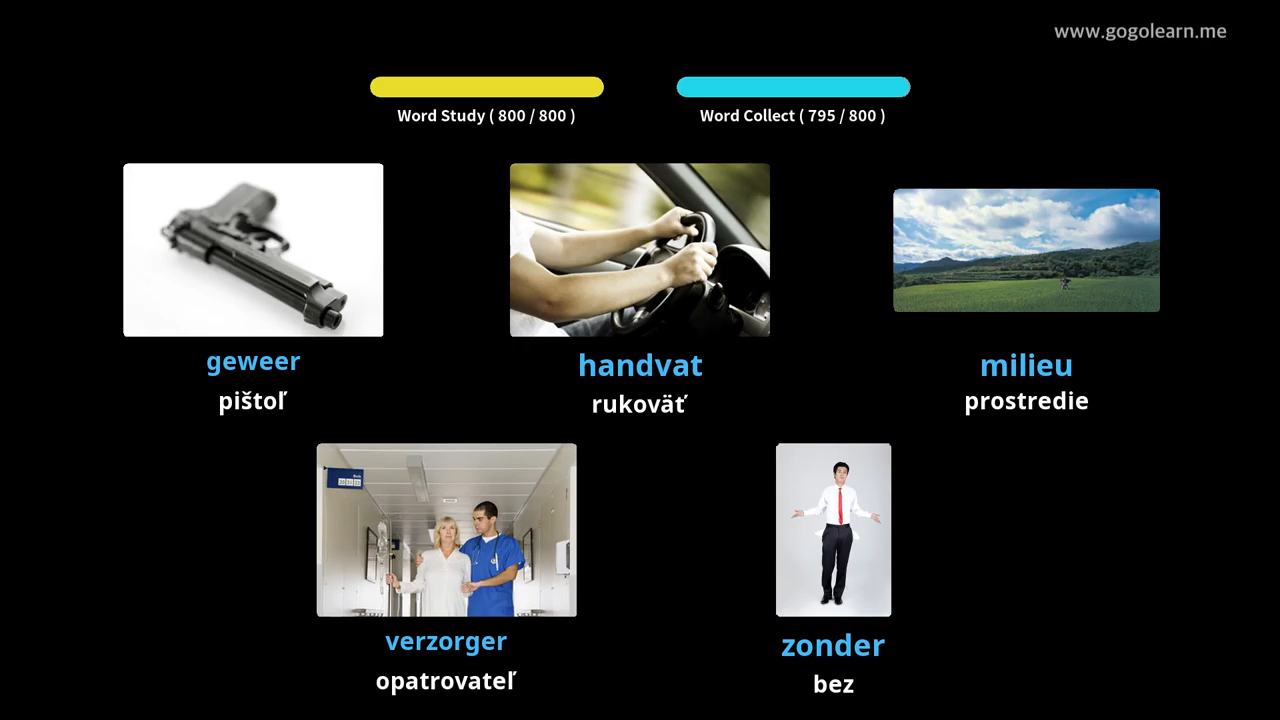 www.gogolearn.me
Word Study ( 800 / 800 )
Word Collect ( 795 / 800 )
geweer
handvat
milieu
pištoľ
rukoväť
prostredie
verzorger
zonder
opatrovateľ
bez